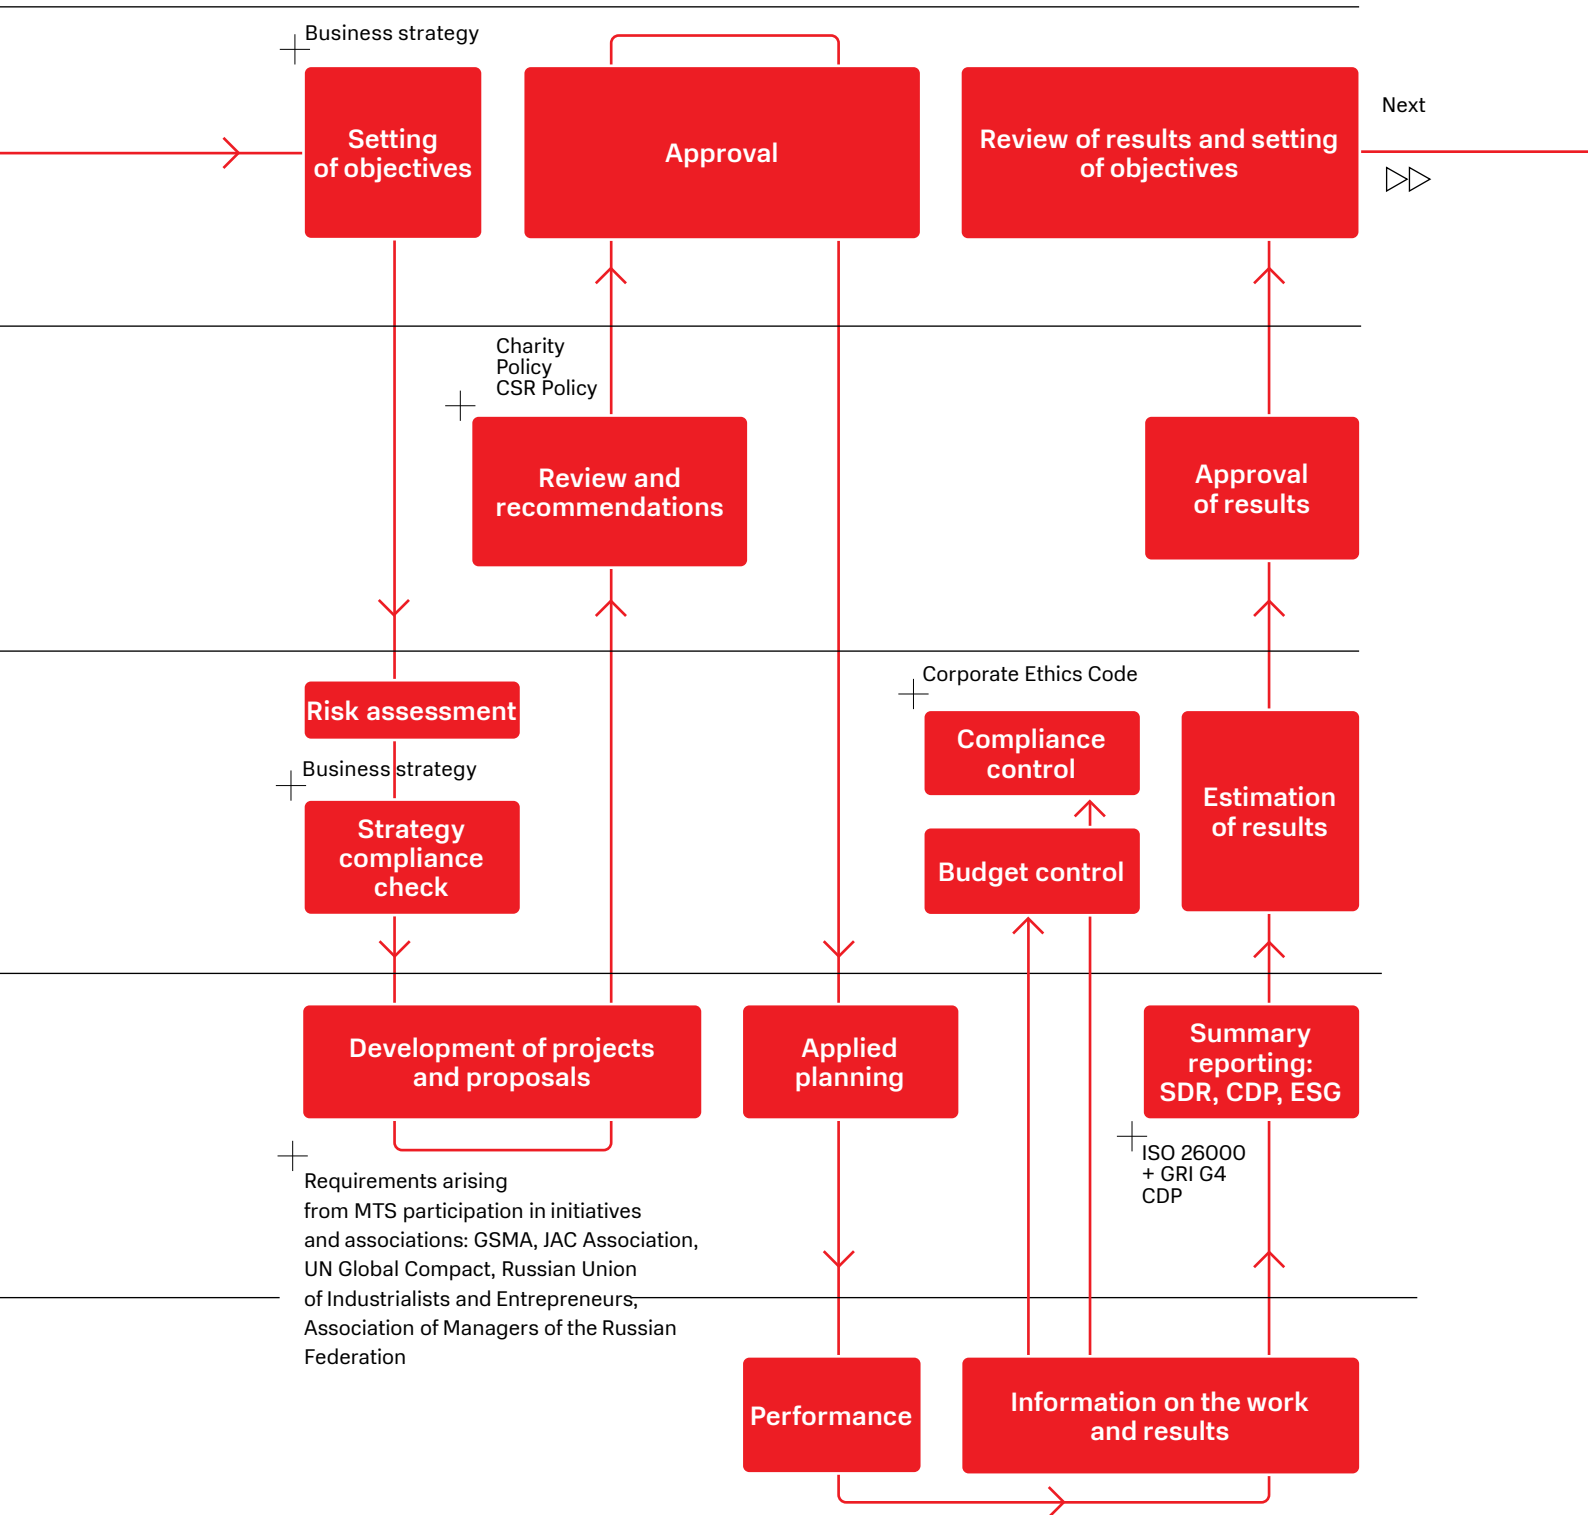 Business strategy
Setting
of objectives
Approval
Review of results and setting
of objectives
Next
Charity
Policy
CSR Policy
Review and
recommendations
Approval
of results
Risk assessment
Business strategy
Strategy
compliance
check
Corporate Ethics Code
Compliance
control
Budget control
Estimation
of results
Development of projects
and proposals
Applied
planning
Summary
reporting:
SDR, CDP, ESG
ISO 26000
+ GRI G4
CDP
Requirements arising
from MTS participation in initiatives
and associations: GSMA, JAC Association,
UN Global Compact, Russian Union
of Industrialists and Entrepreneurs,
Association of Managers of the Russian
Federation
Performance
Information on the work
and results